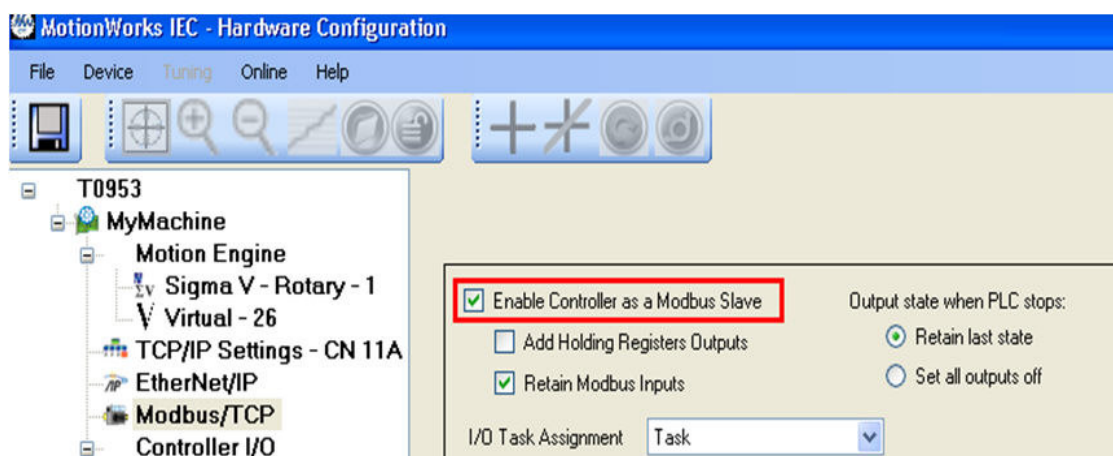 MotionWorks IEC - Hardware Configuration
File Device Tuning Online Help
T0953
MyMachine
Motion Engine
Sigma V - Rotary - 1
Virtual - 26
TCP/IP Settings - CN 11A
EtherNet/IP
Modbus/TCP
Controller I/O
Enable Controller as a Modbus Slave
Add Holding Registers Outputs
Retain Modbus Inputs
Output state when PLC stops:
Retain last state
Set all outputs off
I/O Task Assignment Task